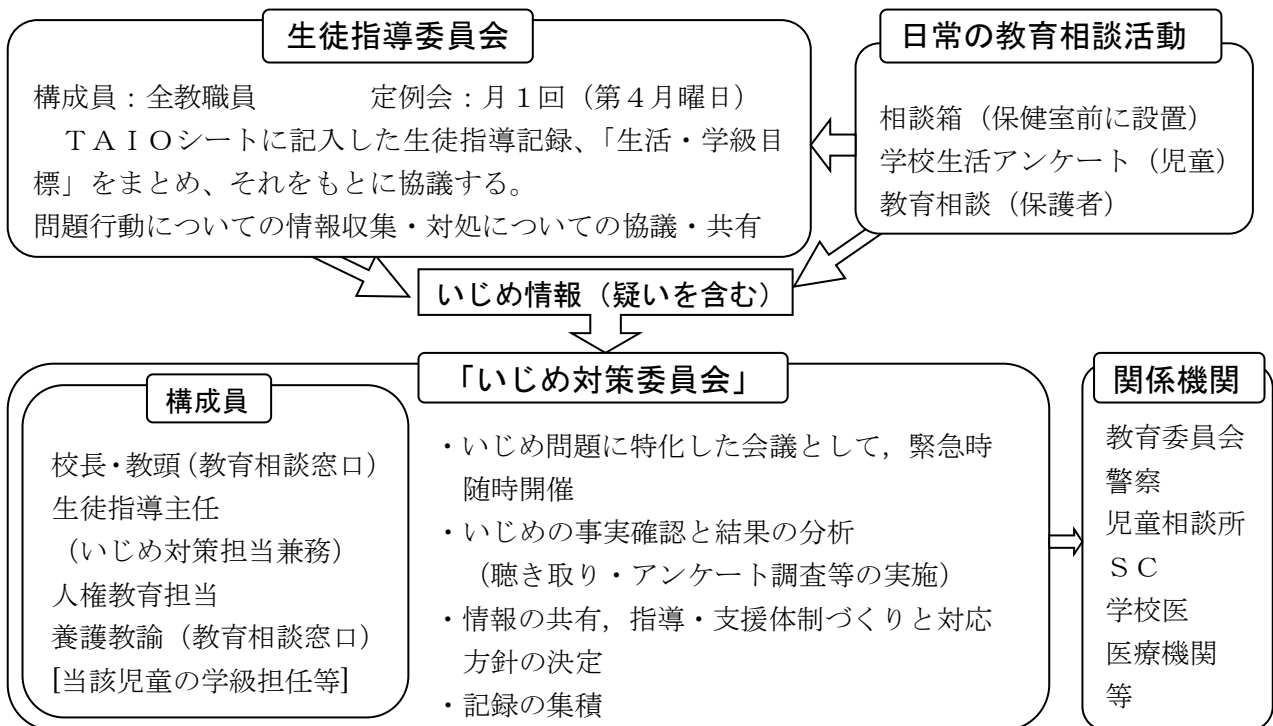 生徒指導委員会
構成員：全教職員　　　　定例会：月１回（第４月曜日）
　ＴＡＩＯシートに記入した生徒指導記録、「生活・学級目
標」をまとめ、それをもとに協議する。
問題行動についての情報収集・対処についての協議・共有
日常の教育相談活動
相談箱（保健室前に設置）
学校生活アンケート（児童）
教育相談（保護者）
いじめ情報（疑いを含む）
「いじめ対策委員会」
構成員
校長・教頭（教育相談窓口）
生徒指導主任
（いじめ対策担当兼務）
人権教育担当
養護教諭（教育相談窓口）
[当該児童の学級担任等]
・いじめ問題に特化した会議として，緊急時
随時開催
・いじめの事実確認と結果の分析
（聴き取り・アンケート調査等の実施）
・情報の共有，指導・支援体制づくりと対応
方針の決定
・記録の集積
関係機関
教育委員会
警察
児童相談所
ＳＣ
学校医
医療機関
等